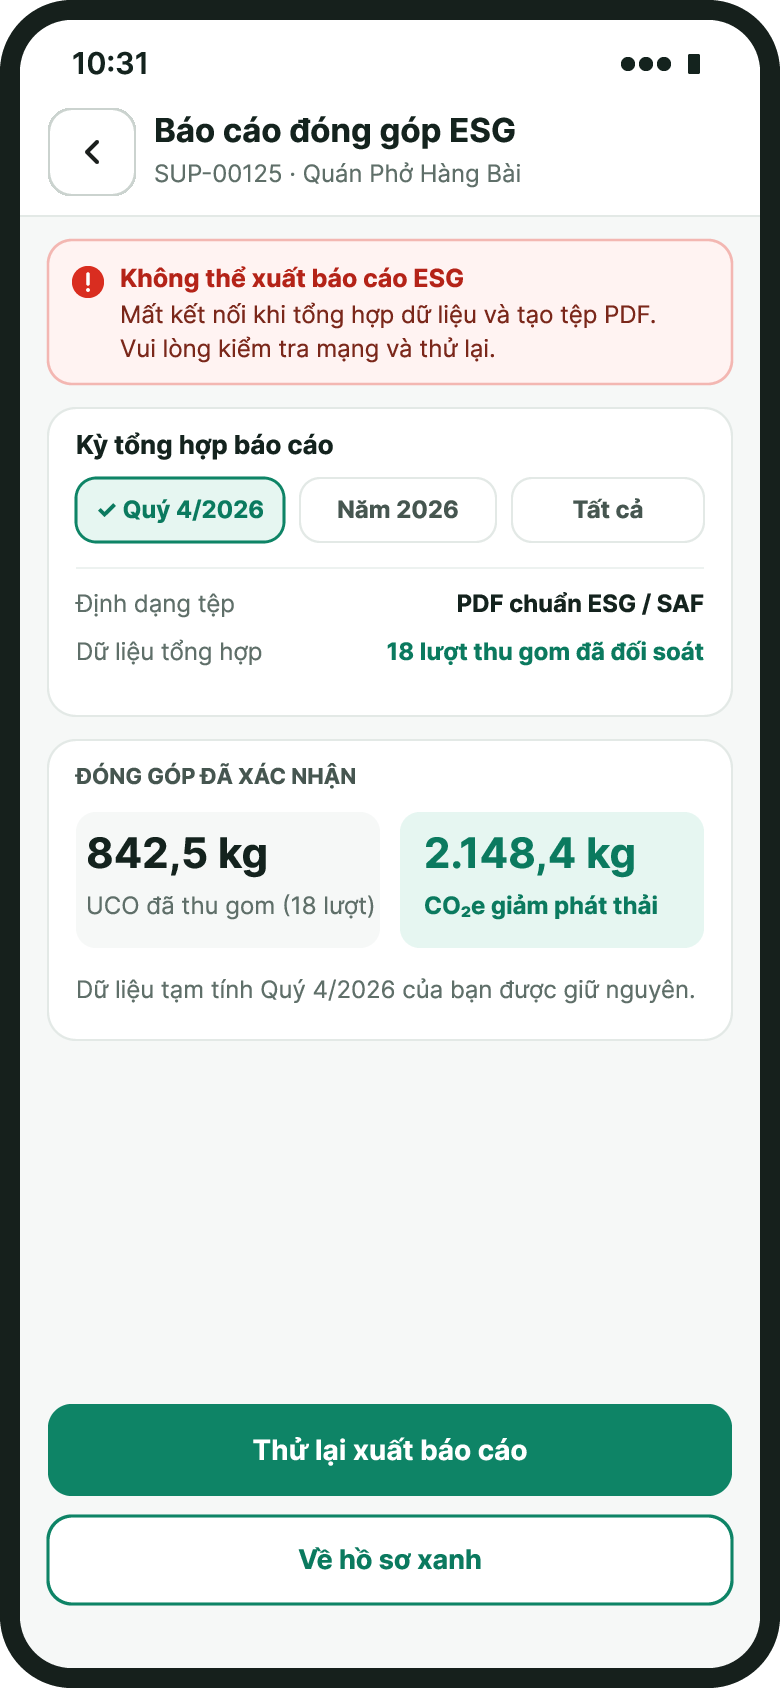 10:31
Báo cáo đóng góp ESG
SUP-00125 · Quán Phở Hàng Bài
Không thể xuất báo cáo ESG
Mất kết nối khi tổng hợp dữ liệu và tạo tệp PDF.
Vui lòng kiểm tra mạng và thử lại.
Kỳ tổng hợp báo cáo
✓ Quý 4/2026 Năm 2026 Tất cả
Định dạng tệp PDF chuẩn ESG / SAF
Dữ liệu tổng hợp 18 lượt thu gom đã đối soát
ĐÓNG GÓP ĐÃ XÁC NHẬN
842,5 kg 2.148,4 kg
UCO đã thu gom (18 lượt) CO₂e giảm phát thải
Dữ liệu tạm tính Quý 4/2026 của bạn được giữ nguyên.
Thử lại xuất báo cáo
Về hồ sơ xanh